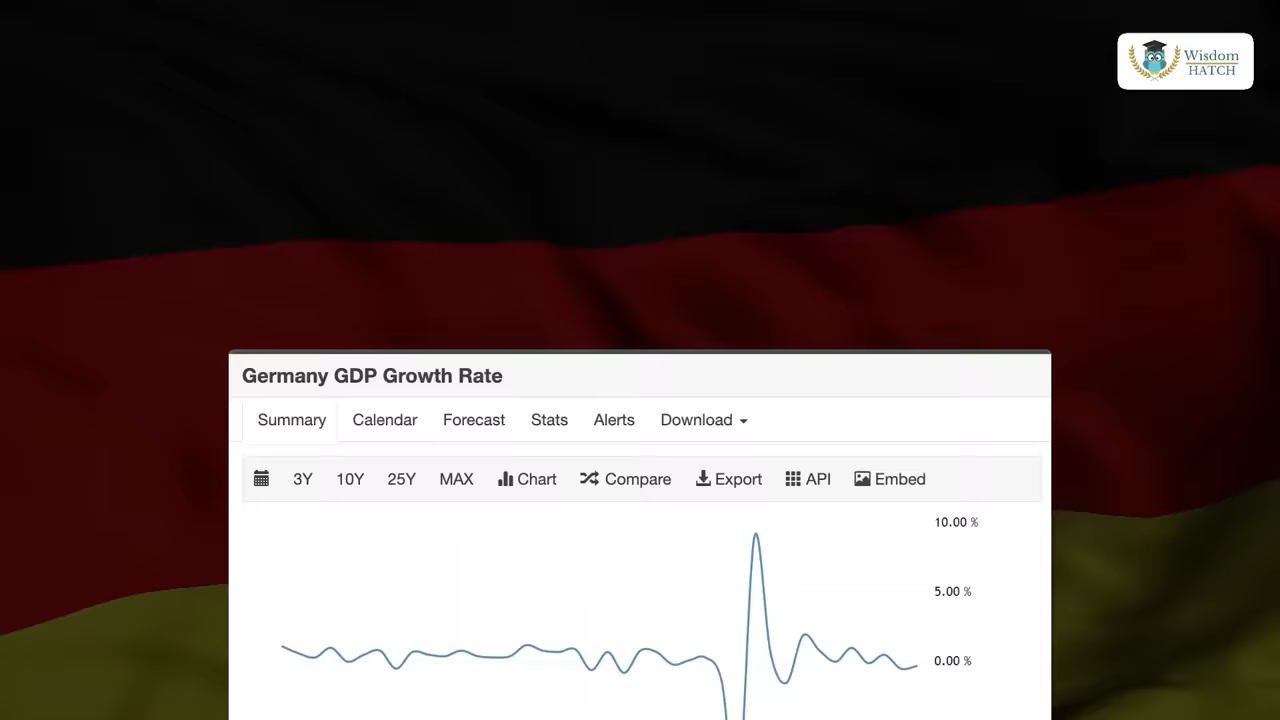 Wisdom
HATCH
Germany GDP Growth Rate
Summary Calendar Forecast Stats Alerts Download
3Y 10Y 25Y MAX Chart Compare Export API Embed
10.00 %
5.00 %
0.00 %